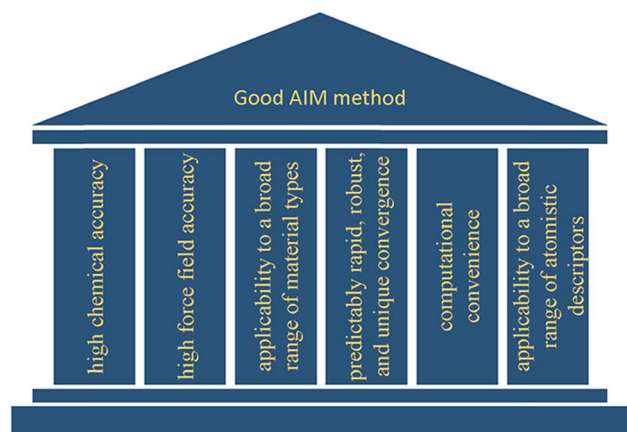 Good AIM method
high chemical accuracy
high force field accuracy
applicability to a broad
range of material types
predictably rapid, robust,
and unique convergence
computational
convenience
applicability to a broad
range of atomistic
descriptors